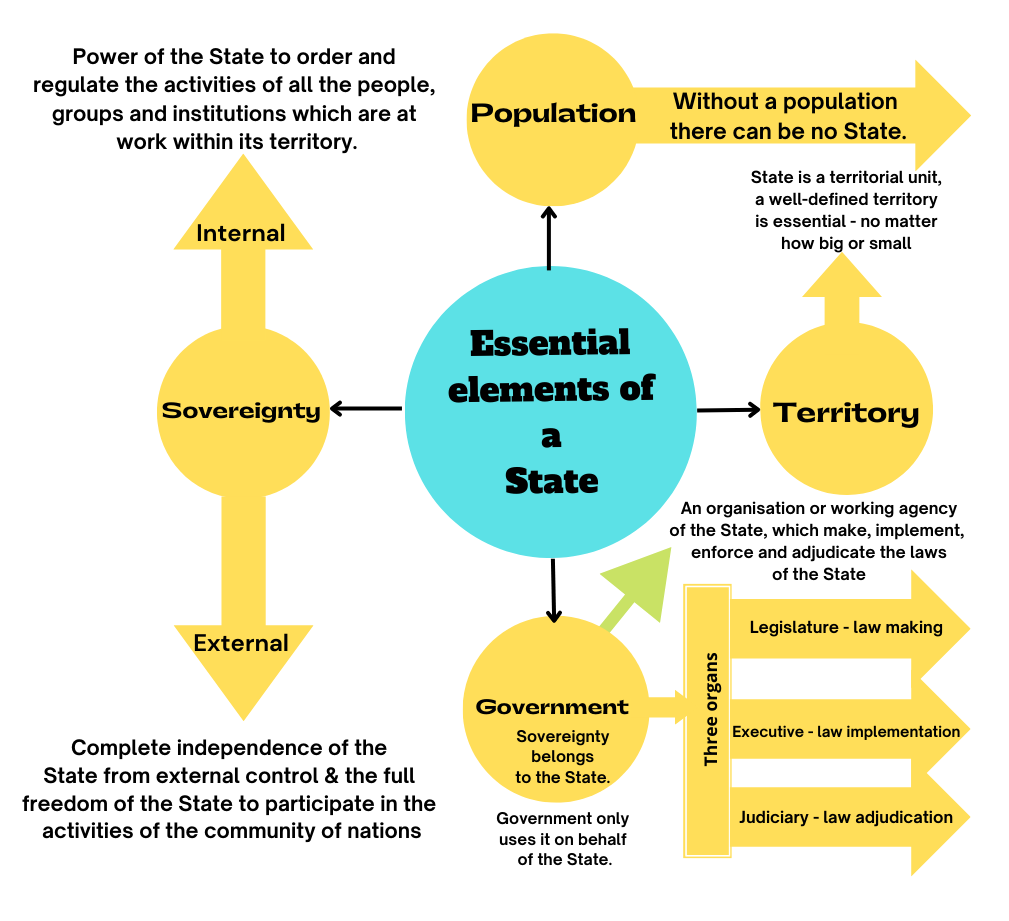 Essential
elements of
a
State
Population
Without a population
there can be no State.
State is a territorial unit,
a well-defined territory
is essential - no matter
how big or small
Territory
An organisation or working agency
of the State, which make, implement,
enforce and adjudicate the laws
of the State
Government
Sovereignty
belongs
to the State.
Government only
uses it on behalf
of the State.
Three organs
Legislature - law making
Executive - law implementation
Judiciary - law adjudication
Sovereignty
Internal
Power of the State to order and
regulate the activities of all the people,
groups and institutions which are at
work within its territory.
External
Complete independence of the
State from external control & the full
freedom of the State to participate in the
activities of the community of nations